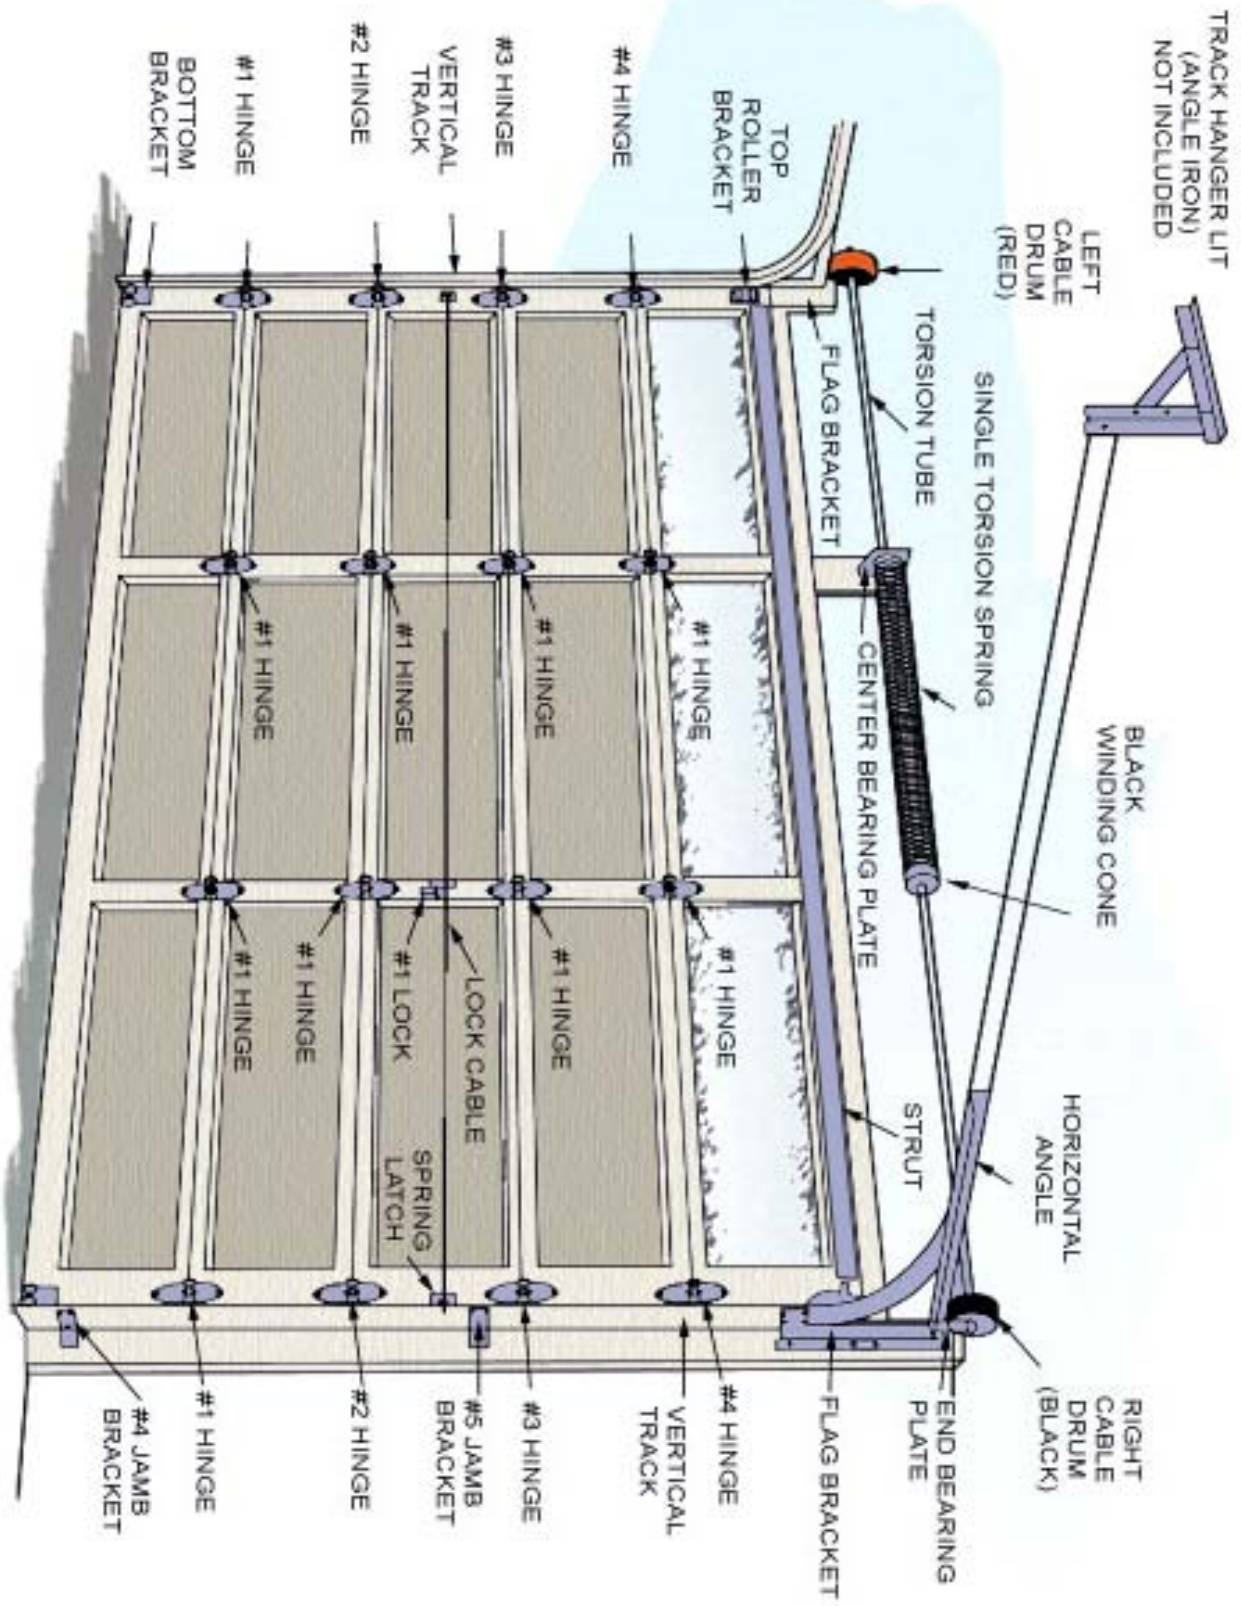 TRACK HANGER LIT
(ANGLE IRON)
NOT INCLUDED
LEFT
CABLE
DRUM
(RED)
TORSION TUBE
SINGLE TORSION SPRING
BLACK
WINDING CONE
HORIZONTAL
ANGLE
RIGHT
CABLE
DRUM
(BLACK)
END BEARING
PLATE
TOP
ROLLER
BRACKET
FLAG BRACKET
CENTER BEARING PLATE
STRUT
FLAG BRACKET
#4 HINGE
#1 HINGE
#1 HINGE
#4 HINGE
VERTICAL
TRACK
#3 HINGE
#1 HINGE
#1 HINGE
#3 HINGE
VERTICAL
TRACK
LOCK CABLE
#1 LOCK
SPRING
LATCH
#5 JAMB
BRACKET
#2 HINGE
#1 HINGE
#1 HINGE
#2 HINGE
#1 HINGE
#1 HINGE
#1 HINGE
#1 HINGE
BOTTOM
BRACKET
#4 JAMB
BRACKET